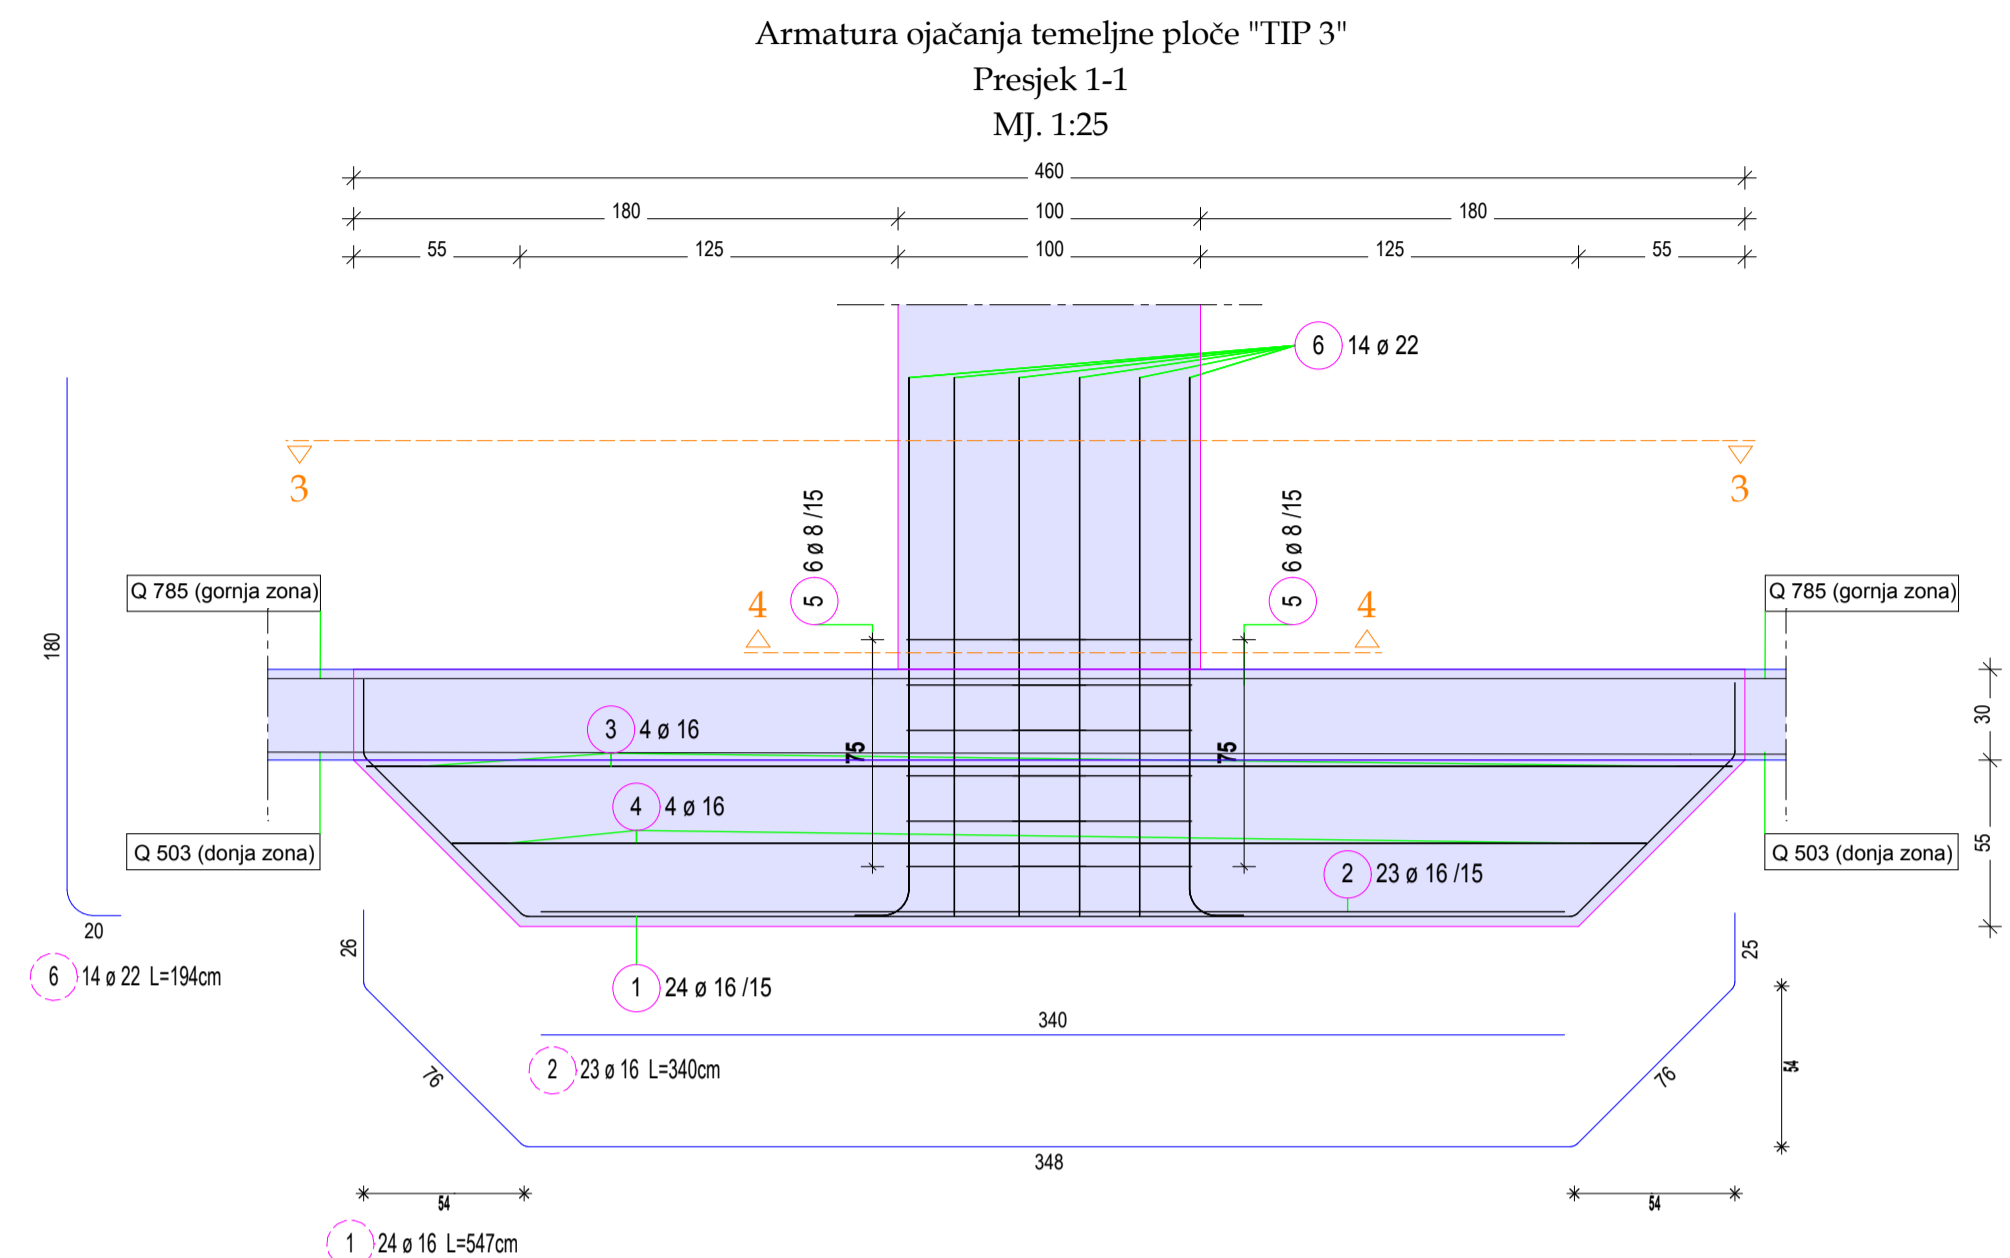 Armatura ojačanja temeljne ploče "TIP 3"
Presjek 1-1
MJ. 1:25
460
180 100 180
55 125 100 125 55
6 14 ø 22
3 3
5 6 ø 8 /15
5 6 ø 8 /15
4 4
Q 785 (gornja zona)
Q 785 (gornja zona)
180
3 4 ø 16
75
75
30
4 4 ø 16
55
Q 503 (donja zona)
Q 503 (donja zona)
2 23 ø 16 /15
20
26
25
6 14 ø 22 L=194cm
1 24 ø 16 /15
340
2 23 ø 16 L=340cm
76
76
54
348
54
54
1 24 ø 16 L=547cm